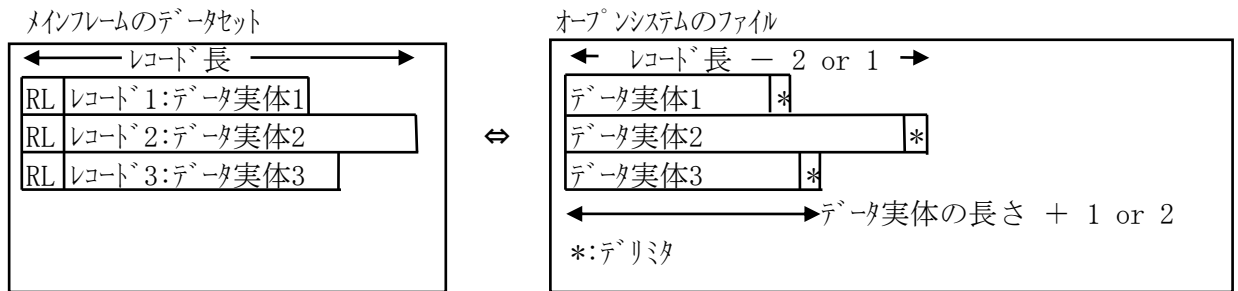 ﾒｲﾝﾌﾚｰﾑのﾃﾞｰﾀｾｯﾄ
ﾚｺｰﾄﾞ長
RL ﾚｺｰﾄﾞ1:ﾃﾞｰﾀ実体1
RL ﾚｺｰﾄﾞ2:ﾃﾞｰﾀ実体2
RL ﾚｺｰﾄﾞ3:ﾃﾞｰﾀ実体3
⇔
ｵｰﾌﾟﾝｼｽﾃﾑのﾌｧｲﾙ
ﾚｺｰﾄﾞ長 － 2 or 1
ﾃﾞｰﾀ実体1 *
ﾃﾞｰﾀ実体2 *
ﾃﾞｰﾀ実体3 *
ﾃﾞｰﾀ実体の長さ + 1 or 2
*:ﾃﾞﾘﾐﾀ